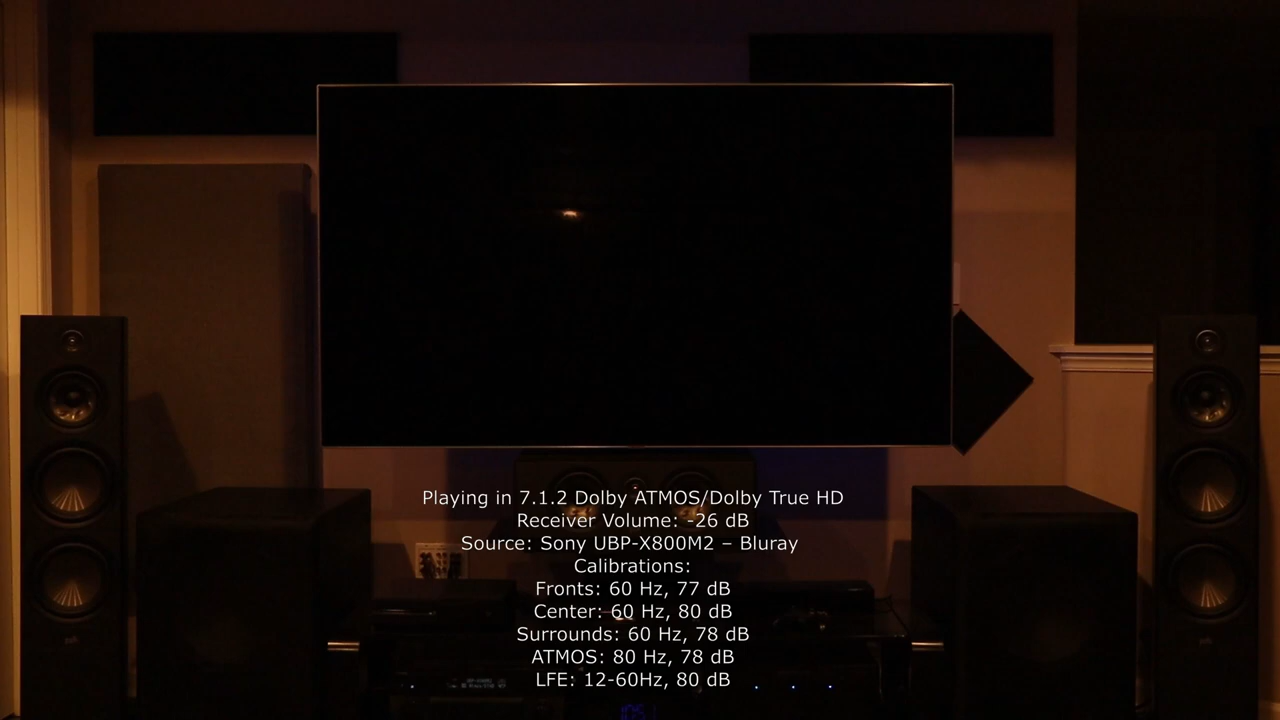 Playing in 7.1.2 Dolby ATMOS/Dolby True HD
Receiver Volume: -26 dB
Source: Sony UBP-X800M2 – Bluray
Calibrations:
Fronts: 60 Hz, 77 dB
Center: 60 Hz, 80 dB
Surrounds: 60 Hz, 78 dB
ATMOS: 80 Hz, 78 dB
LFE: 12-60Hz, 80 dB